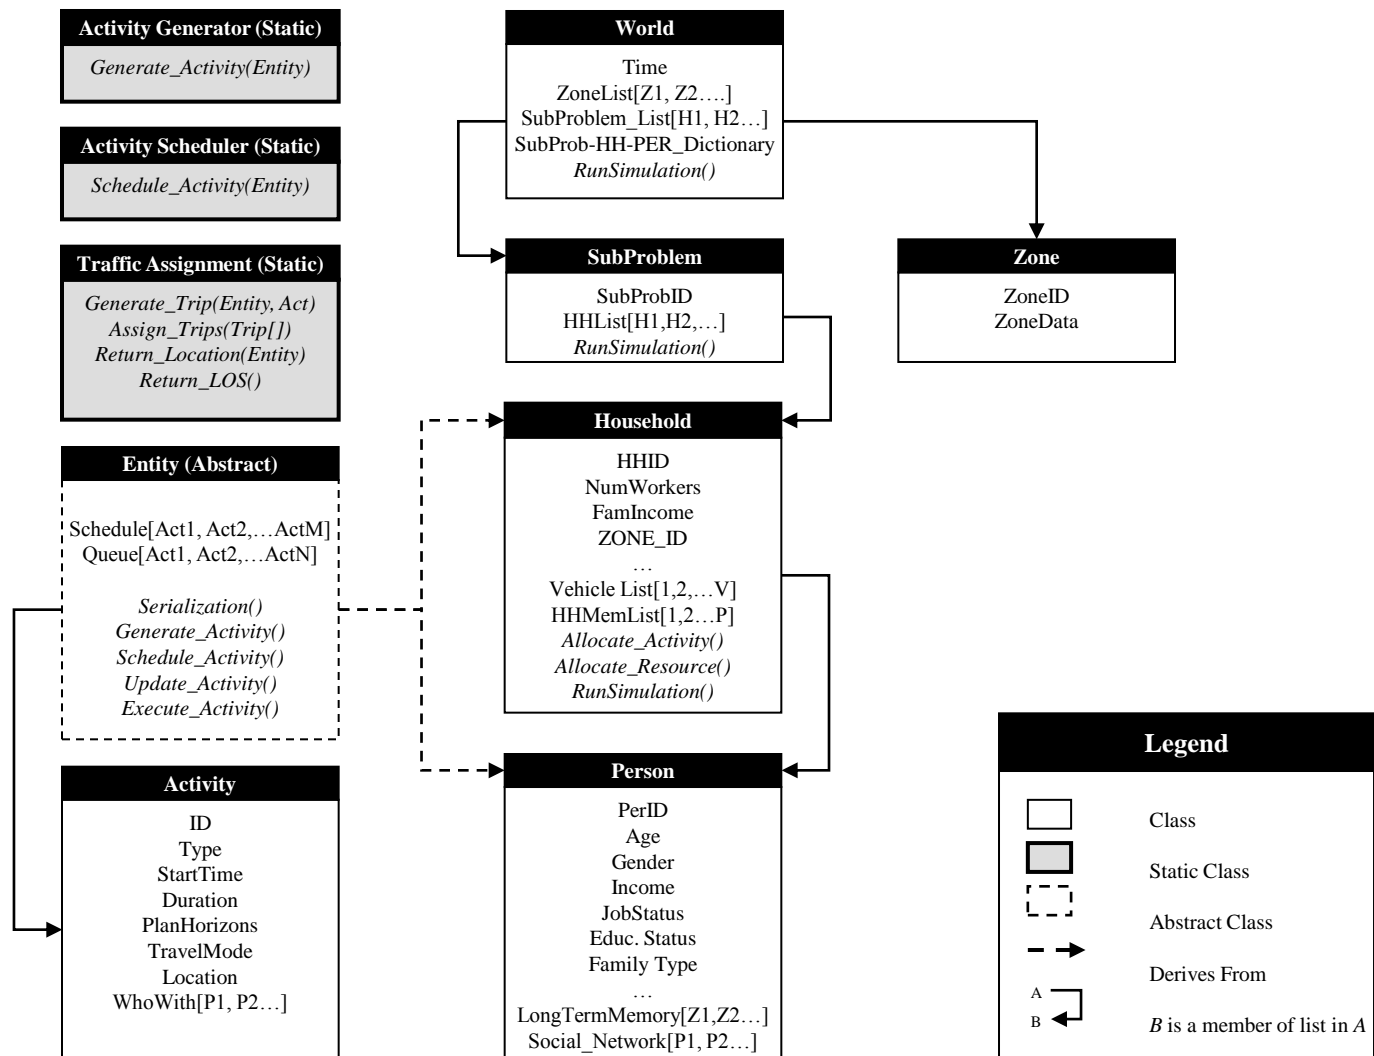 Activity Generator (Static)
Generate_Activity(Entity)
Activity Scheduler (Static)
Schedule_Activity(Entity)
Traffic Assignment (Static)
Generate_Trip(Entity, Act)
Assign_Trips(Trip[])
Return_Location(Entity)
Return_LOS()
Entity (Abstract)
Schedule[Act1, Act2,…ActM]
Queue[Act1, Act2,…ActN]
Serialization()
Generate_Activity()
Schedule_Activity()
Update_Activity()
Execute_Activity()
Activity
ID
Type
StartTime
Duration
PlanHorizons
TravelMode
Location
WhoWith[P1, P2…]
World
Time
ZoneList[Z1, Z2….]
SubProblem_List[H1, H2…]
SubProb-HH-PER_Dictionary
RunSimulation()
SubProblem
SubProbID
HHList[H1,H2,…]
RunSimulation()
Zone
ZoneID
ZoneData
Household
HHID
NumWorkers
FamIncome
ZONE_ID
…
Vehicle List[1,2,…V]
HHMemList[1,2…P]
Allocate_Activity()
Allocate_Resource()
RunSimulation()
Person
PerID
Age
Gender
Income
JobStatus
Educ. Status
Family Type
…
LongTermMemory[Z1,Z2…]
Social_Network[P1, P2…]
Legend
Class
Static Class
Abstract Class
Derives From
A
B
B is a member of list in A